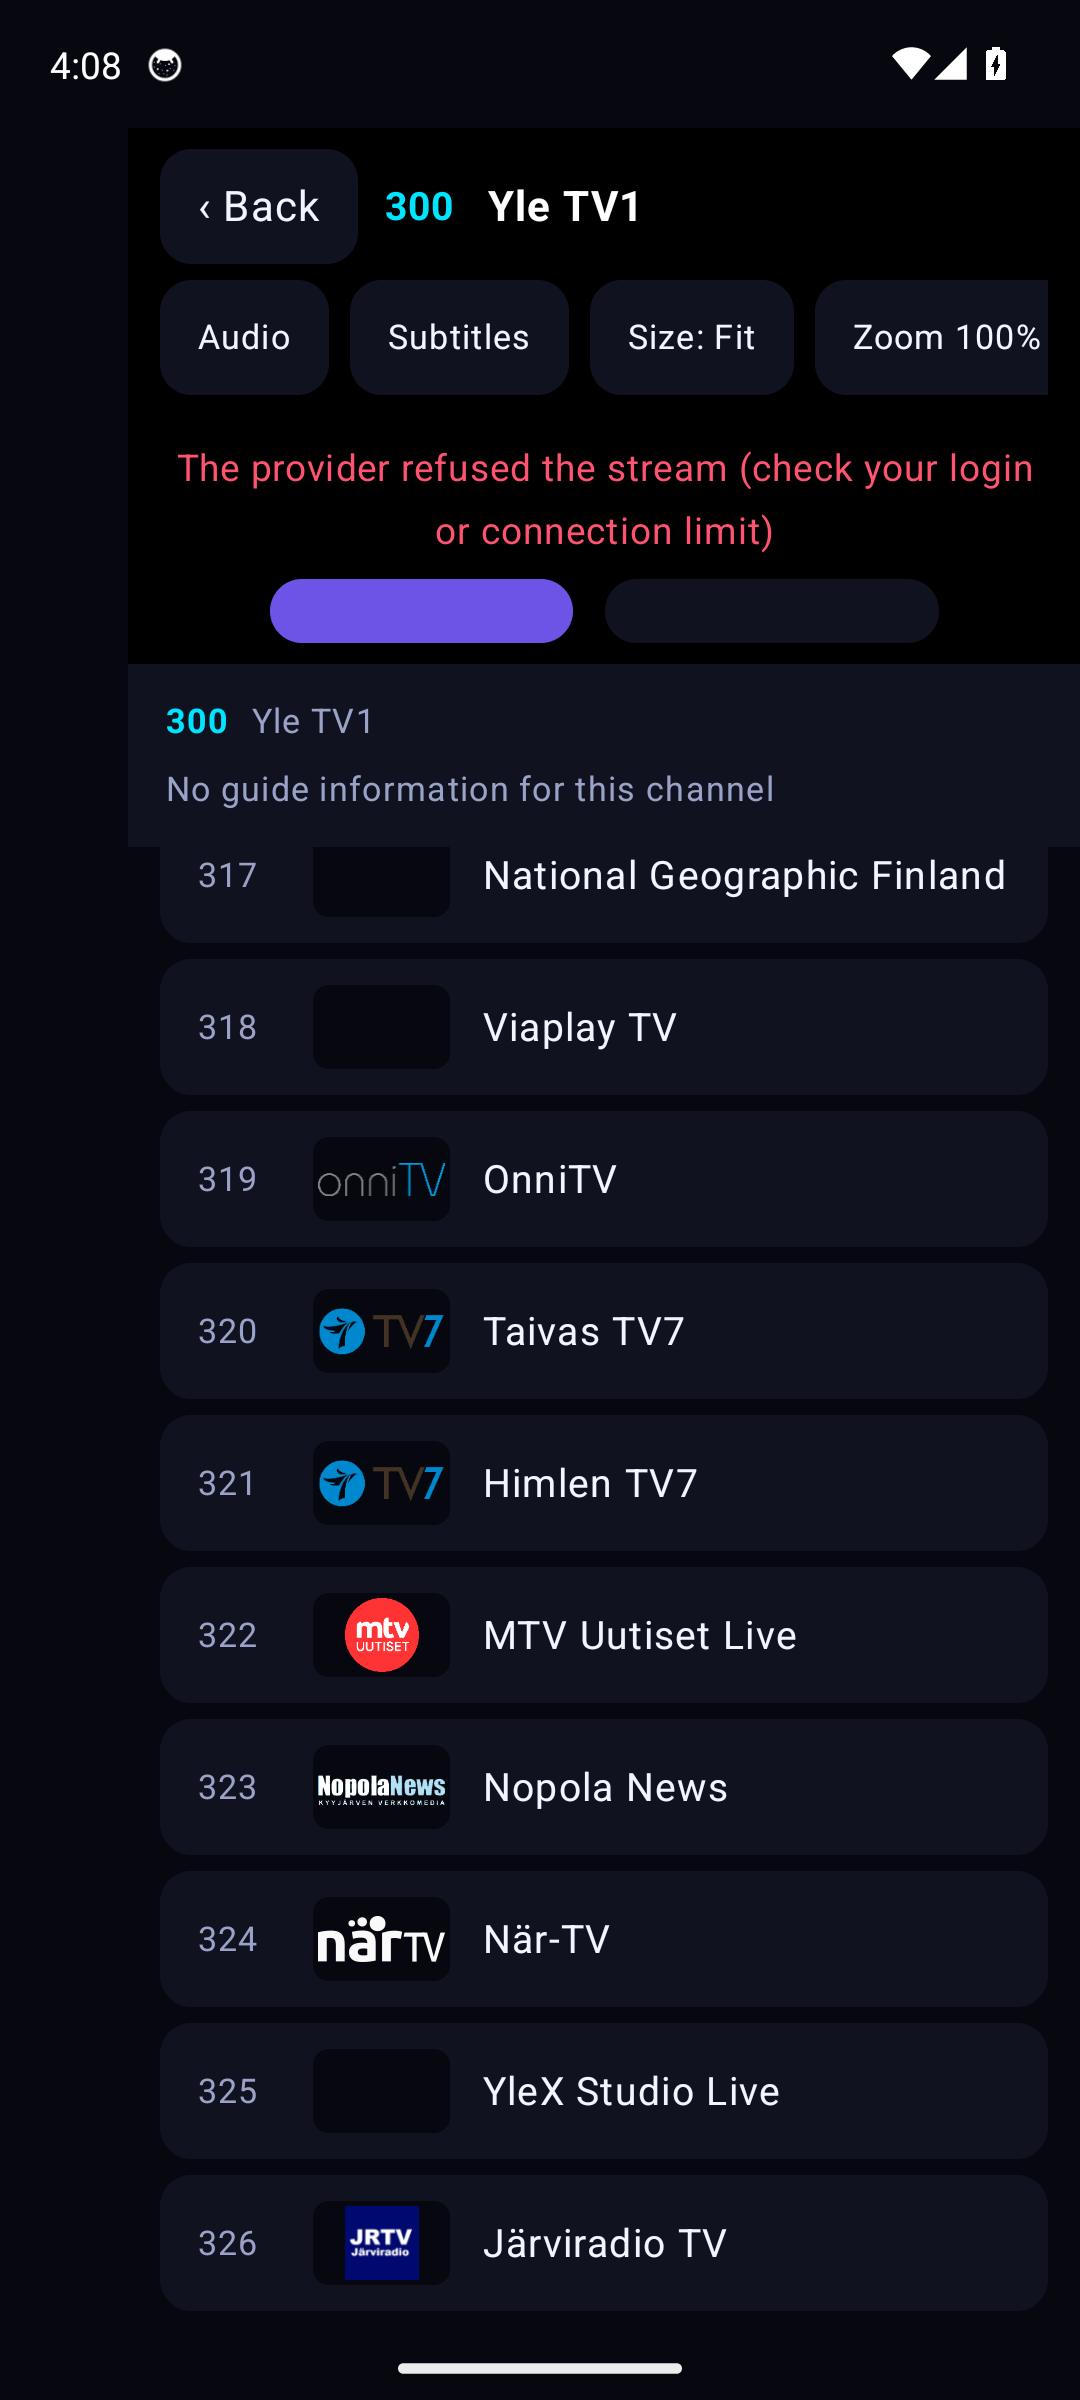 4:08
‹ Back 300 Yle TV1
Audio Subtitles Size: Fit Zoom 100%
The provider refused the stream (check your login
or connection limit)
300 Yle TV1
No guide information for this channel
317 National Geographic Finland
318 Viaplay TV
319 onniTV OnniTV
320 TV7 Taivas TV7
321 TV7 Himlen TV7
322 mtv UUTISET MTV Uutiset Live
323 NopolaNews KYYJÄRVEN VERKKOMEDIA Nopola News
324 närTV När-TV
325 YleX Studio Live
326 JRTV Järviradio Järviradio TV